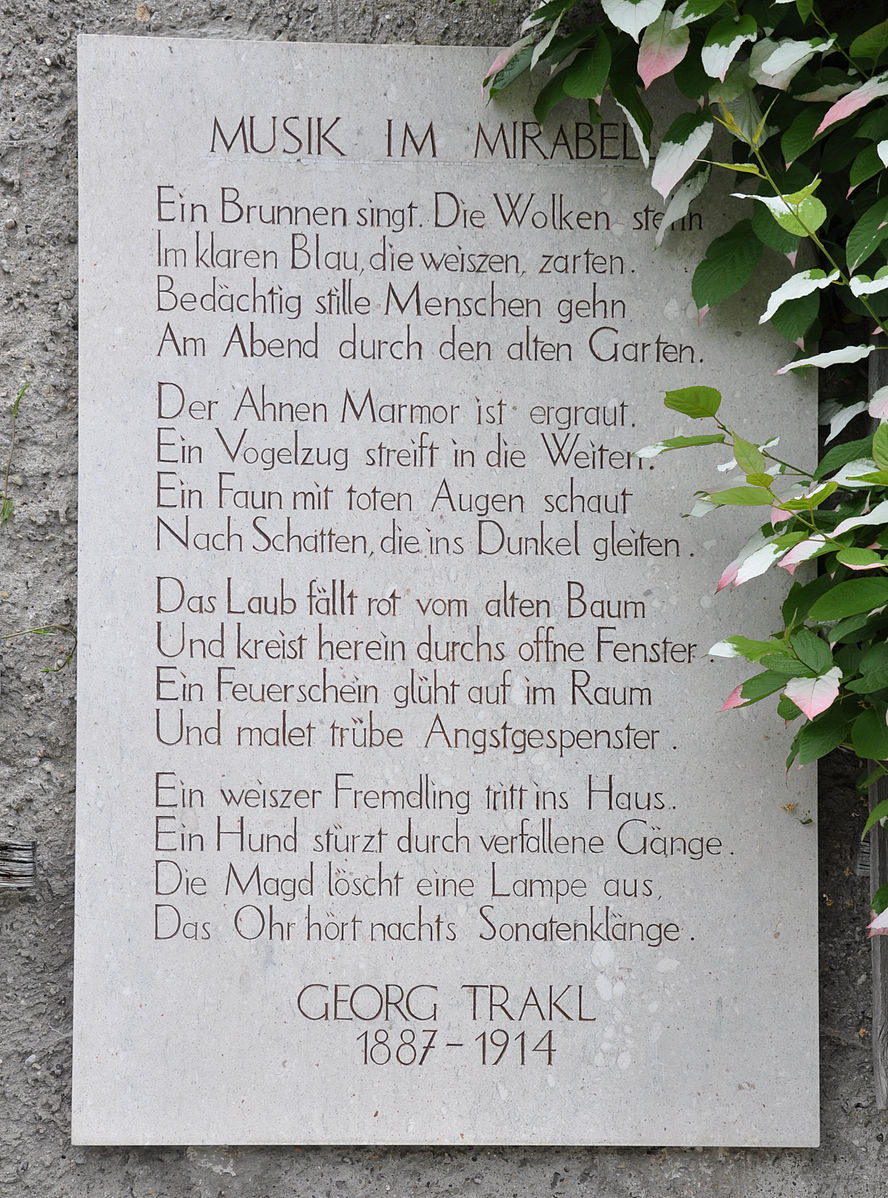 MUSIK IM MIRABEL
Ein Brunnen singt. Die Wolken stehn
Im klaren Blau, die weiszen, zarten.
Bedächtig stille Menschen gehn
Am Abend durch den alten Garten.
Der Ahnen Marmor ist ergraut.
Ein Vogelzug streift in die Weiten.
Ein Faun mit toten Augen schaut
Nach Schatten, die ins Dunkel gleiten.
Das Laub fällt rot vom alten Baum
Und kreist herein durchs offne Fenster.
Ein Feuerschein glüht auf im Raum
Und malet trübe Angstgespenster.
Ein weiszer Fremdling tritt ins Haus.
Ein Hund stürzt durch verfallene Gänge.
Die Magd löscht eine Lampe aus,
Das Ohr hört nachts Sonatenklänge.
GEORG TRAKL
1887-1914